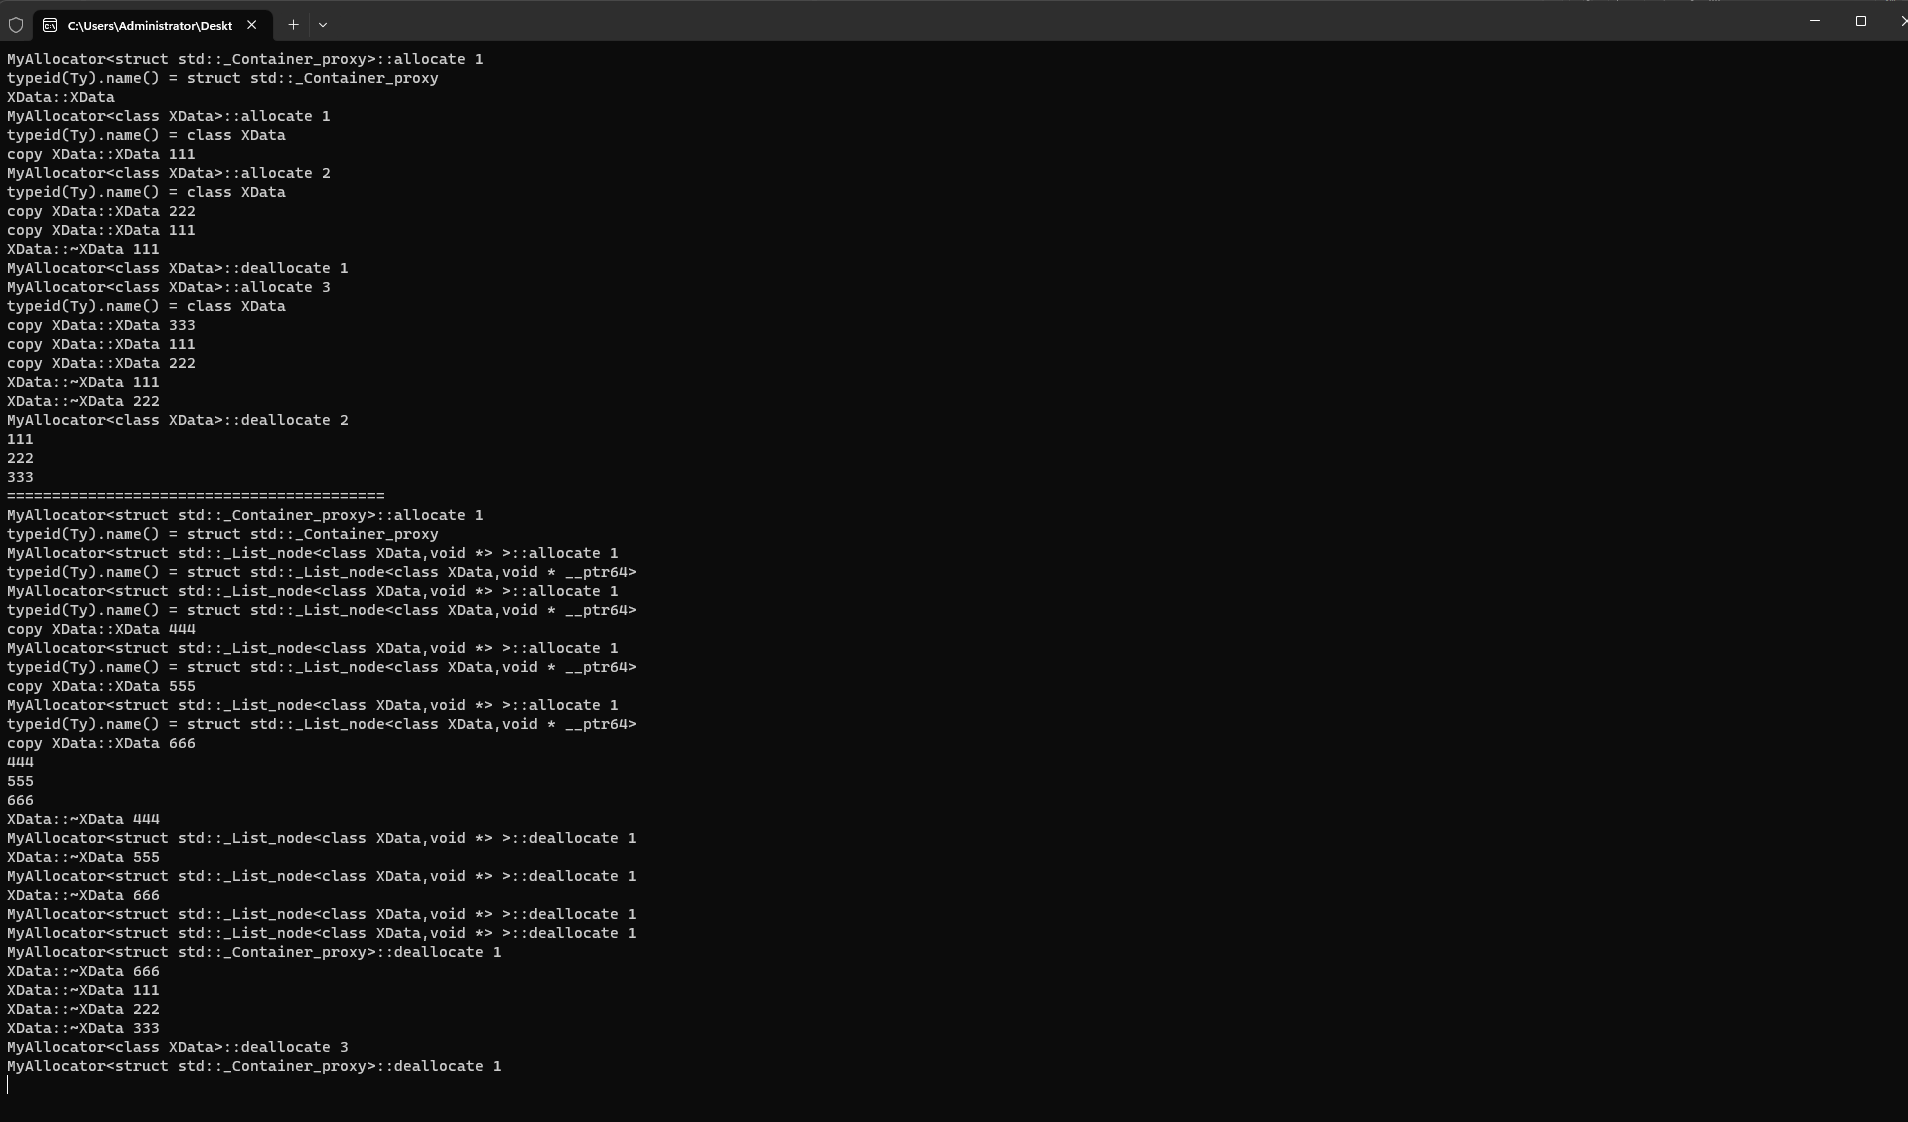 C:\Users\Administrator\Deskt
MyAllocator<struct std::_Container_proxy>::allocate 1
typeid(Ty).name() = struct std::_Container_proxy
XData::XData
MyAllocator<class XData>::allocate 1
typeid(Ty).name() = class XData
copy XData::XData 111
MyAllocator<class XData>::allocate 2
typeid(Ty).name() = class XData
copy XData::XData 222
copy XData::XData 111
XData::~XData 111
MyAllocator<class XData>::deallocate 1
MyAllocator<class XData>::allocate 3
typeid(Ty).name() = class XData
copy XData::XData 333
copy XData::XData 111
copy XData::XData 222
XData::~XData 111
XData::~XData 222
MyAllocator<class XData>::deallocate 2
111
222
333
==========================================
MyAllocator<struct std::_Container_proxy>::allocate 1
typeid(Ty).name() = struct std::_Container_proxy
MyAllocator<struct std::_List_node<class XData,void *> >::allocate 1
typeid(Ty).name() = struct std::_List_node<class XData,void * __ptr64>
MyAllocator<struct std::_List_node<class XData,void *> >::allocate 1
typeid(Ty).name() = struct std::_List_node<class XData,void * __ptr64>
copy XData::XData 444
MyAllocator<struct std::_List_node<class XData,void *> >::allocate 1
typeid(Ty).name() = struct std::_List_node<class XData,void * __ptr64>
copy XData::XData 555
MyAllocator<struct std::_List_node<class XData,void *> >::allocate 1
typeid(Ty).name() = struct std::_List_node<class XData,void * __ptr64>
copy XData::XData 666
444
555
666
XData::~XData 444
MyAllocator<struct std::_List_node<class XData,void *> >::deallocate 1
XData::~XData 555
MyAllocator<struct std::_List_node<class XData,void *> >::deallocate 1
XData::~XData 666
MyAllocator<struct std::_List_node<class XData,void *> >::deallocate 1
MyAllocator<struct std::_List_node<class XData,void *> >::deallocate 1
MyAllocator<struct std::_Container_proxy>::deallocate 1
XData::~XData 666
XData::~XData 111
XData::~XData 222
XData::~XData 333
MyAllocator<class XData>::deallocate 3
MyAllocator<struct std::_Container_proxy>::deallocate 1